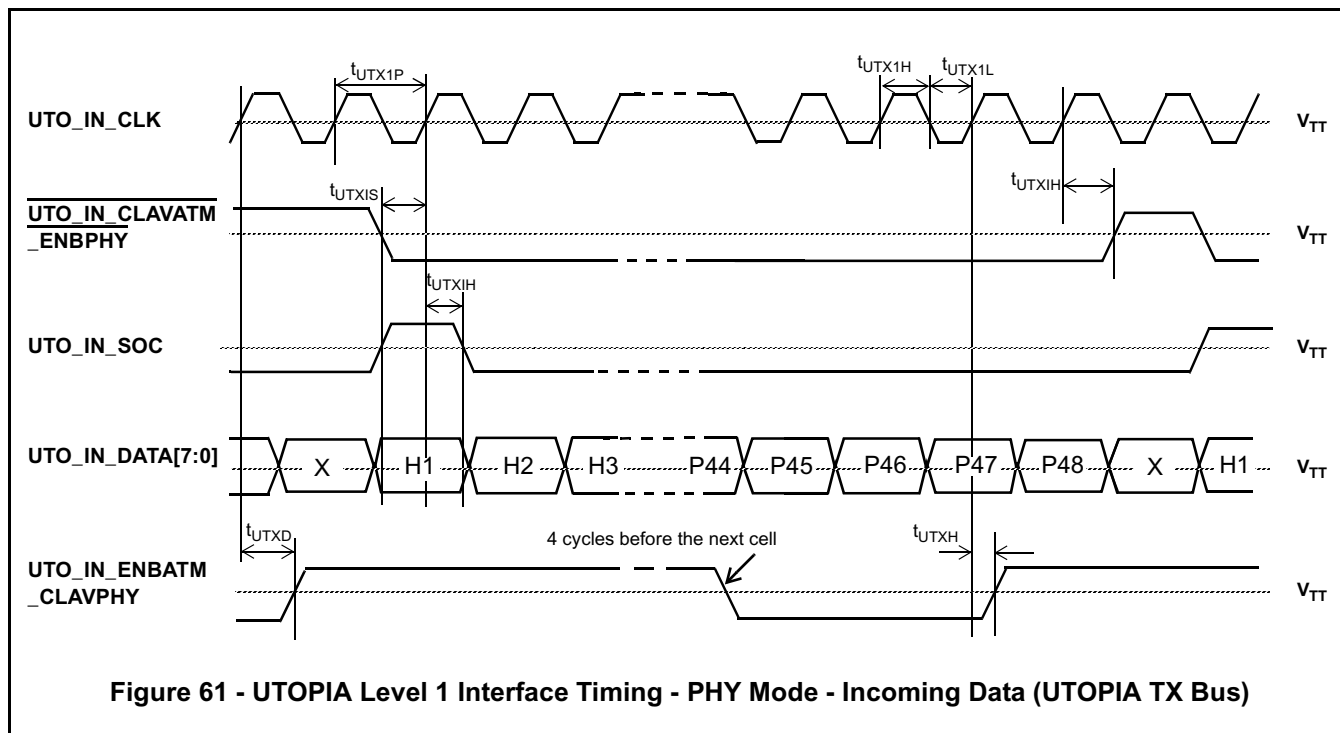 tUTX1P
tUTX1H
tUTX1L
UTO_IN_CLK
VTT
tUTXIS
tUTXIH
UTO_IN_CLAVATM
_ENBPHY
VTT
tUTXIH
UTO_IN_SOC
VTT
UTO_IN_DATA[7:0]
X H1 H2 H3 P44 P45 P46 P47 P48 X H1
VTT
tUTXD
4 cycles before the next cell
tUTXH
UTO_IN_ENBATM
_CLAVPHY
VTT
Figure 61 - UTOPIA Level 1 Interface Timing - PHY Mode - Incoming Data (UTOPIA TX Bus)